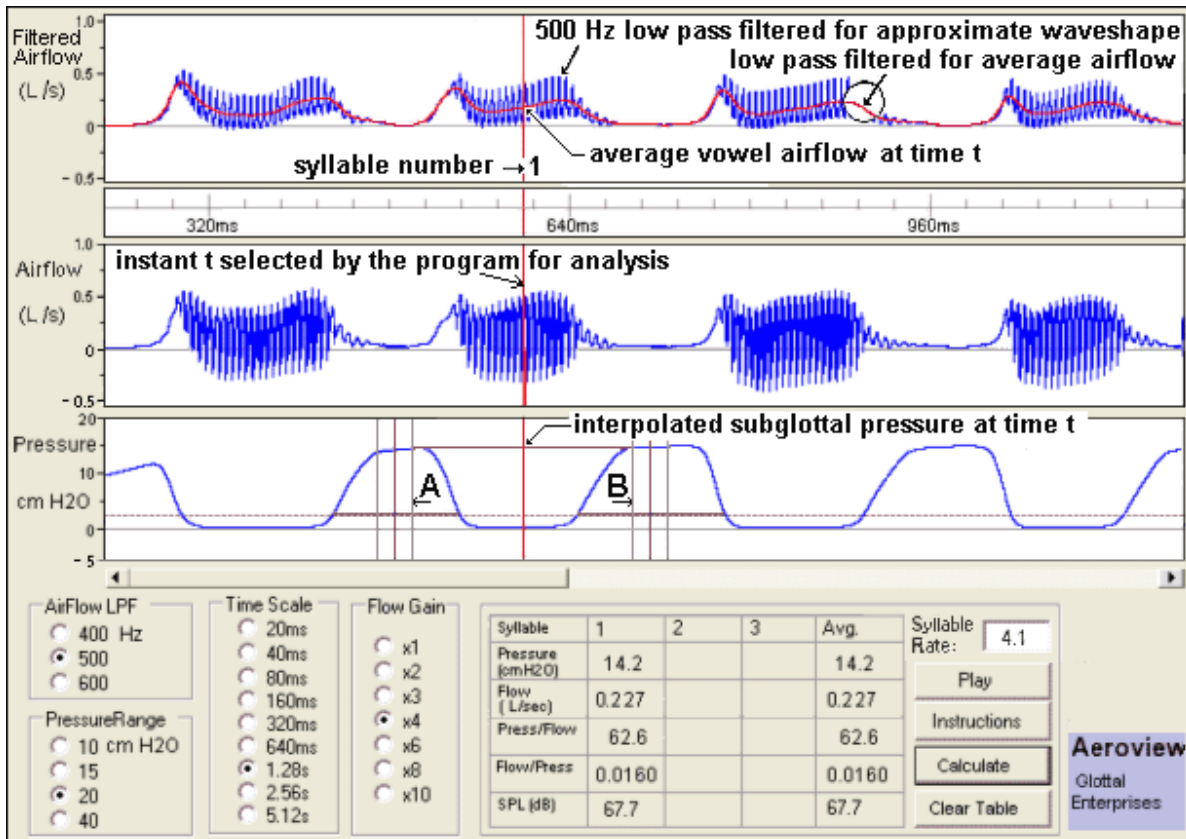 1.0
500 Hz low pass filtered for approximate waveshape
Filtered
Airflow
low pass filtered for average airflow
0.5
(L /s)
0
average vowel airflow at time t
syllable number → 1
- 0.5
320ms 640ms 960ms
1.0
Airflow
instant t selected by the program for analysis
0.5
(L /s)
0
- 0.5
20
interpolated subglottal pressure at time t
Pressure
10
A B
cm H2O
0
- 5
AirFlow LPF
400 Hz
500
600
PressureRange
10 cm H2O
15
20
40
Time Scale
20ms
40ms
80ms
160ms
320ms
640ms
1.28s
2.56s
5.12s
Flow Gain
x1
x2
x3
x4
x6
x8
x10
Syllable 1 2 3 Avg.
Pressure
(cmH2O) 14.2 14.2
Flow
( L/sec) 0.227 0.227
Press/Flow 62.6 62.6
Flow/Press 0.0160 0.0160
SPL (dB) 67.7 67.7
Syllable
Rate: 4.1
Play
Instructions
Calculate
Clear Table
Aeroview
Glottal
Enterprises